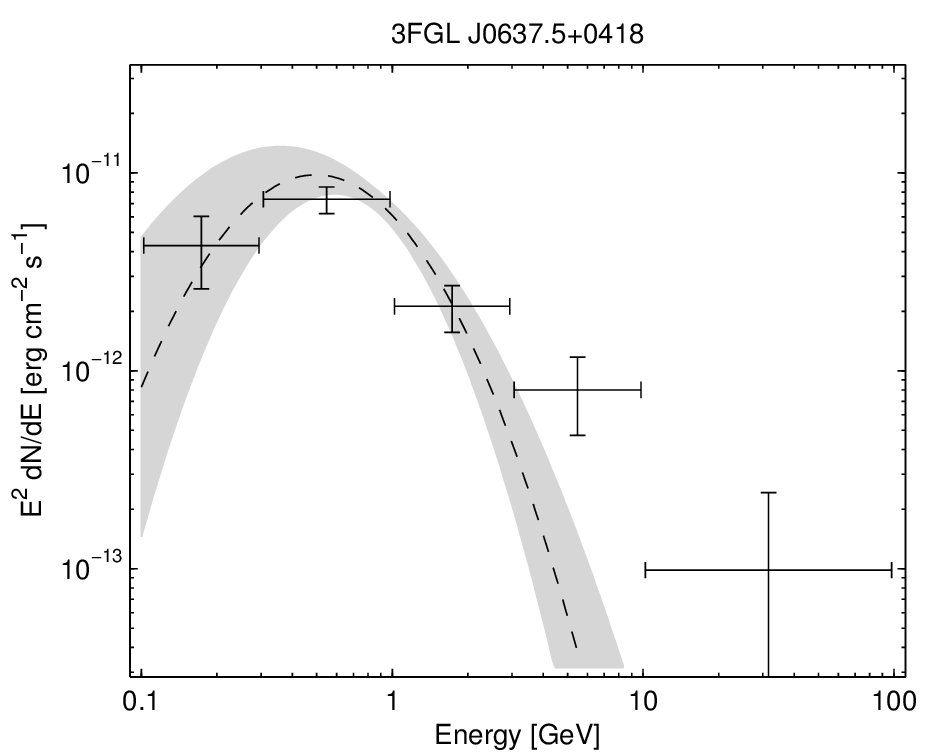 3FGL J0637.5+0418
10⁻¹¹
10⁻¹²
10⁻¹³
E² dN/dE [erg cm⁻² s⁻¹]
0.1 1 10 100
Energy [GeV]